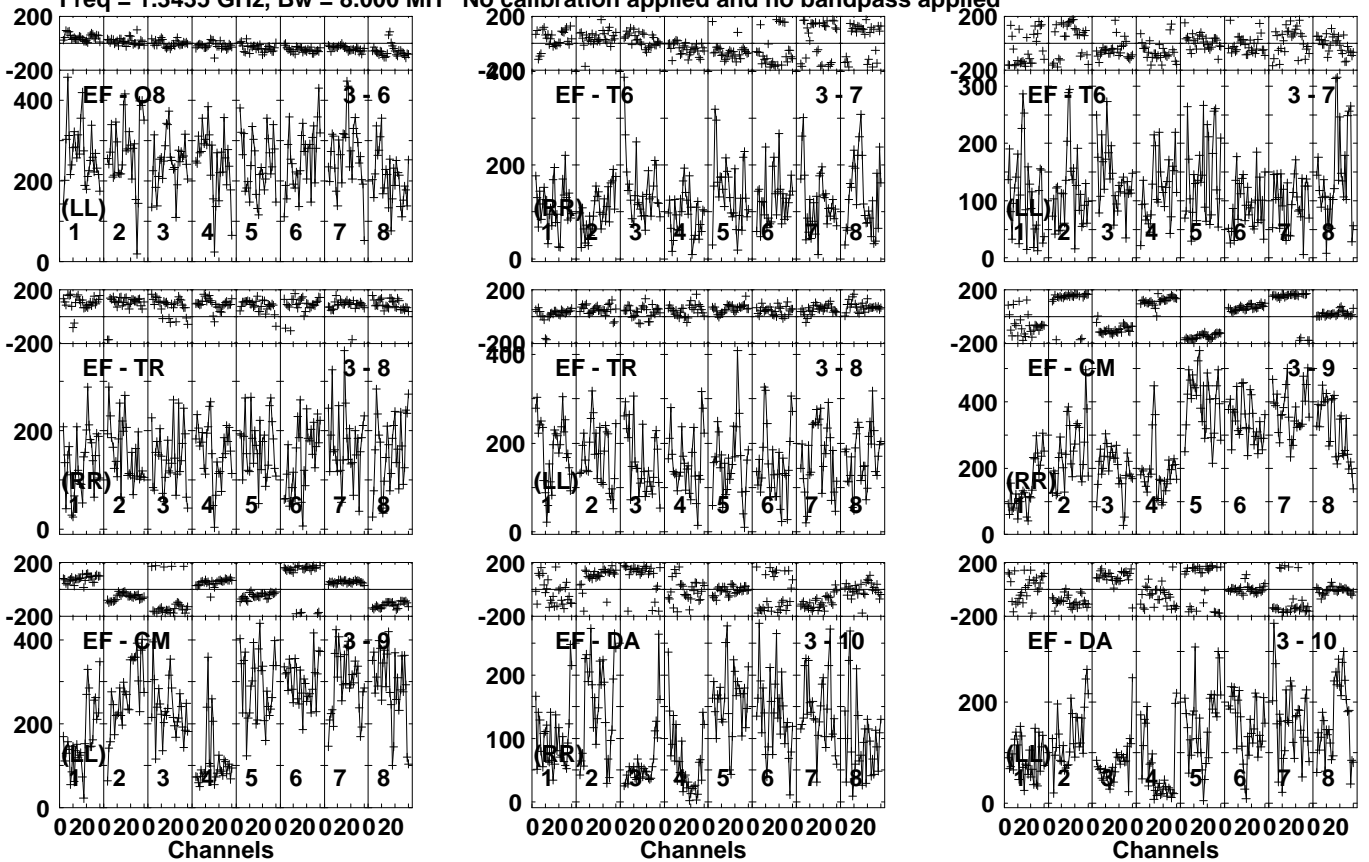 Freq = 1.3435 GHz, Bw = 8.000 MH No calibration applied and no bandpass applied
200 200 200
-200 -200 -200
EF - O8 3 - 6 EF - T6 3 - 7 EF - T6 3 - 7
400 400 300
200 200 200
100
(LL) (RR) (LL)
1 2 3 4 5 6 7 8 1 2 3 4 5 6 7 8 1 2 3 4 5 6 7 8
0 0 0
200 200 200
-200 -200 -200
EF - TR 3 - 8 EF - TR 3 - 8 EF - CM 3 - 9
400 400
200 200 200
(RR) (LL) (RR)
1 2 3 4 5 6 7 8 1 2 3 4 5 6 7 8 1 2 3 4 5 6 7 8
0 0 0
200 200 200
-200 -200 -200
EF - CM 3 - 9 EF - DA 3 - 10 EF - DA 3 - 10
400
200 200 200
100
(LL) (RR) (LL)
1 2 3 4 5 6 7 8 1 2 3 4 5 6 7 8 1 2 3 4 5 6 7 8
0 0 0
0 20 0 20 0 20 0 20 0 20 0 20 0 20 0 20 0 20 0 20 0 20 0 20 0 20 0 20 0 20 0 20 0 20 0 20 0 20 0 20 0 20 0 20 0 20 0 20
Channels Channels Channels